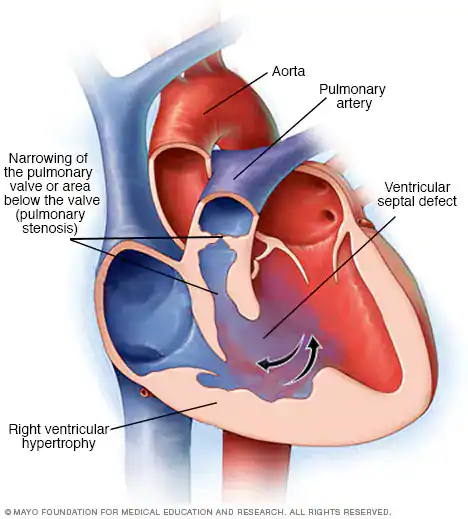 Aorta
Pulmonary
artery
Narrowing of
the pulmonary
valve or area
below the valve
(pulmonary
stenosis)
Ventricular
septal defect
Right ventricular
hypertrophy
© MAYO FOUNDATION FOR MEDICAL EDUCATION AND RESEARCH. ALL RIGHTS RESERVED.